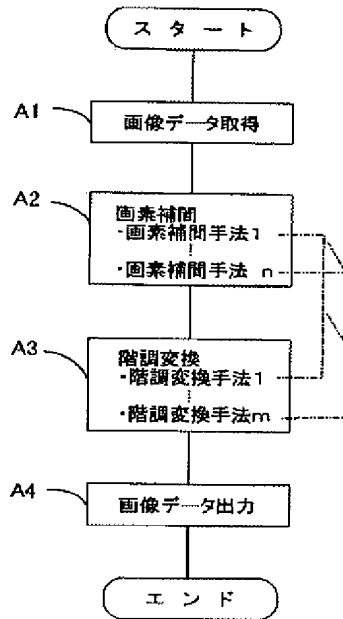 スタート
A1
画像データ取得
A2
画素補間
・画素補間手法1
・画素補間手法 n
A3
階調変換
・階調変換手法1
・階調変換手法m
A4
画像データ出力
エンド